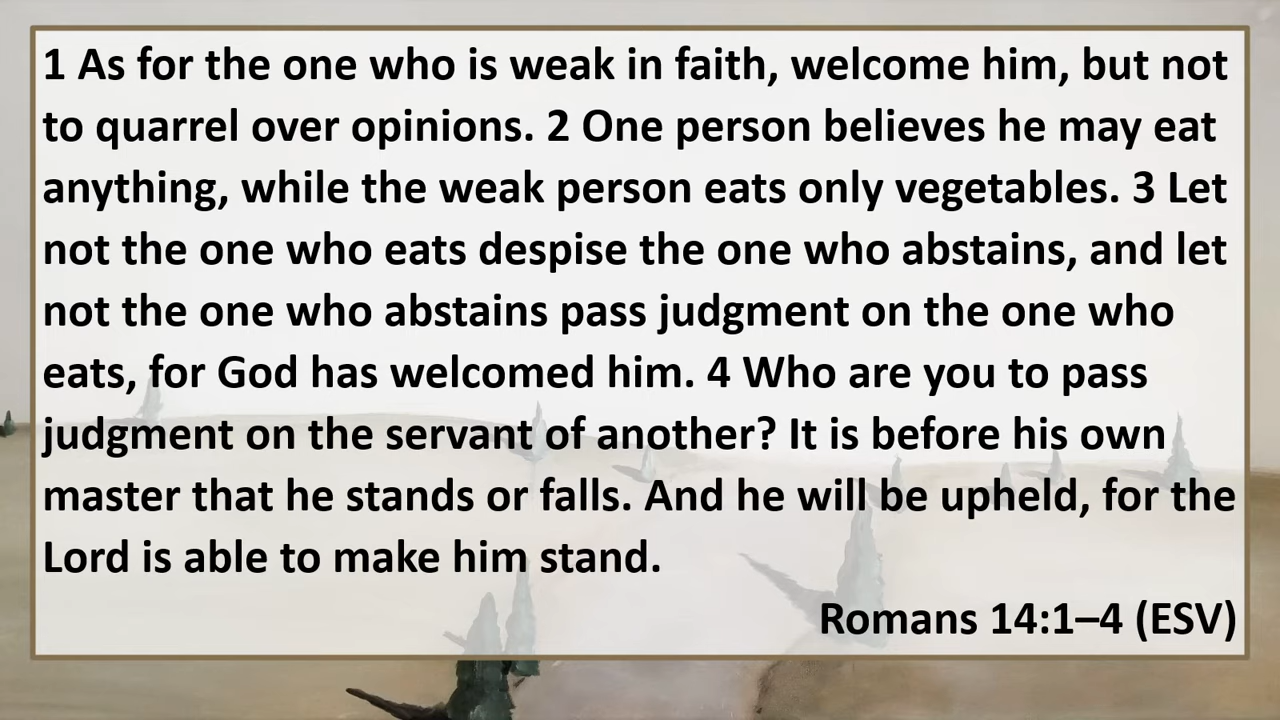 1 As for the one who is weak in faith, welcome him, but not
to quarrel over opinions. 2 One person believes he may eat
anything, while the weak person eats only vegetables. 3 Let
not the one who eats despise the one who abstains, and let
not the one who abstains pass judgment on the one who
eats, for God has welcomed him. 4 Who are you to pass
judgment on the servant of another? It is before his own
master that he stands or falls. And he will be upheld, for the
Lord is able to make him stand.
Romans 14:1–4 (ESV)